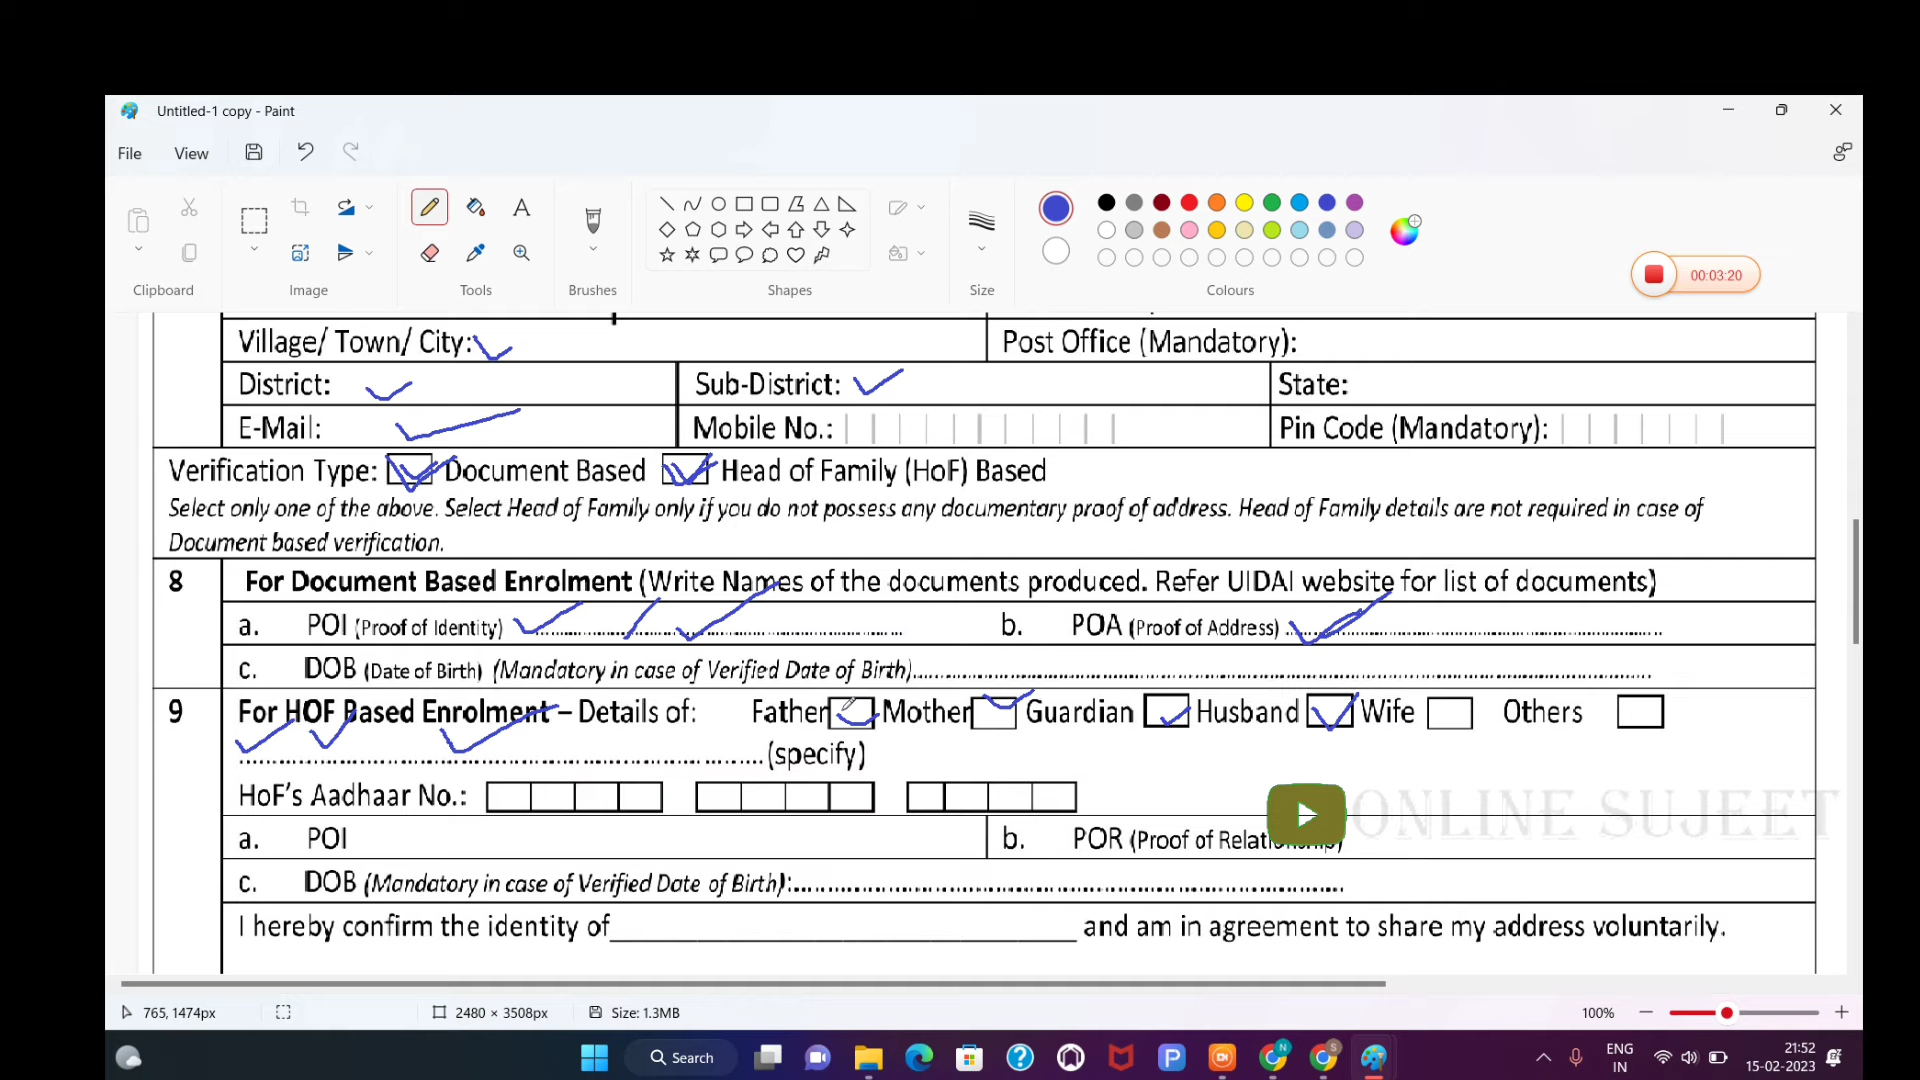 Untitled-1 copy - Paint
File View
Clipboard Image Tools Brushes Shapes Size Colours
00:03:20
Village/ Town/ City: Post Office (Mandatory):
District: Sub-District: State:
E-Mail: Mobile No.: Pin Code (Mandatory):
Verification Type: Document Based Head of Family (HoF) Based
Select only one of the above. Select Head of Family only if you do not possess any documentary proof of address. Head of Family details are not required in case of
Document based verification.
8 For Document Based Enrolment (Write Names of the documents produced. Refer UIDAI website for list of documents)
a. POI (Proof of Identity) b. POA (Proof of Address)
c. DOB (Date of Birth) (Mandatory in case of Verified Date of Birth)
9 For HOF Based Enrolment – Details of: Father Mother Guardian Husband Wife Others
(specify)
HoF's Aadhaar No.:
ONLINE SUJEET
a. POI b. POR (Proof of Relationship)
c. DOB (Mandatory in case of Verified Date of Birth):
I hereby confirm the identity of and am in agreement to share my address voluntarily.
765, 1474px 2480 × 3508px Size: 1.3MB 100%
Search ENG 21:52
IN 15-02-2023